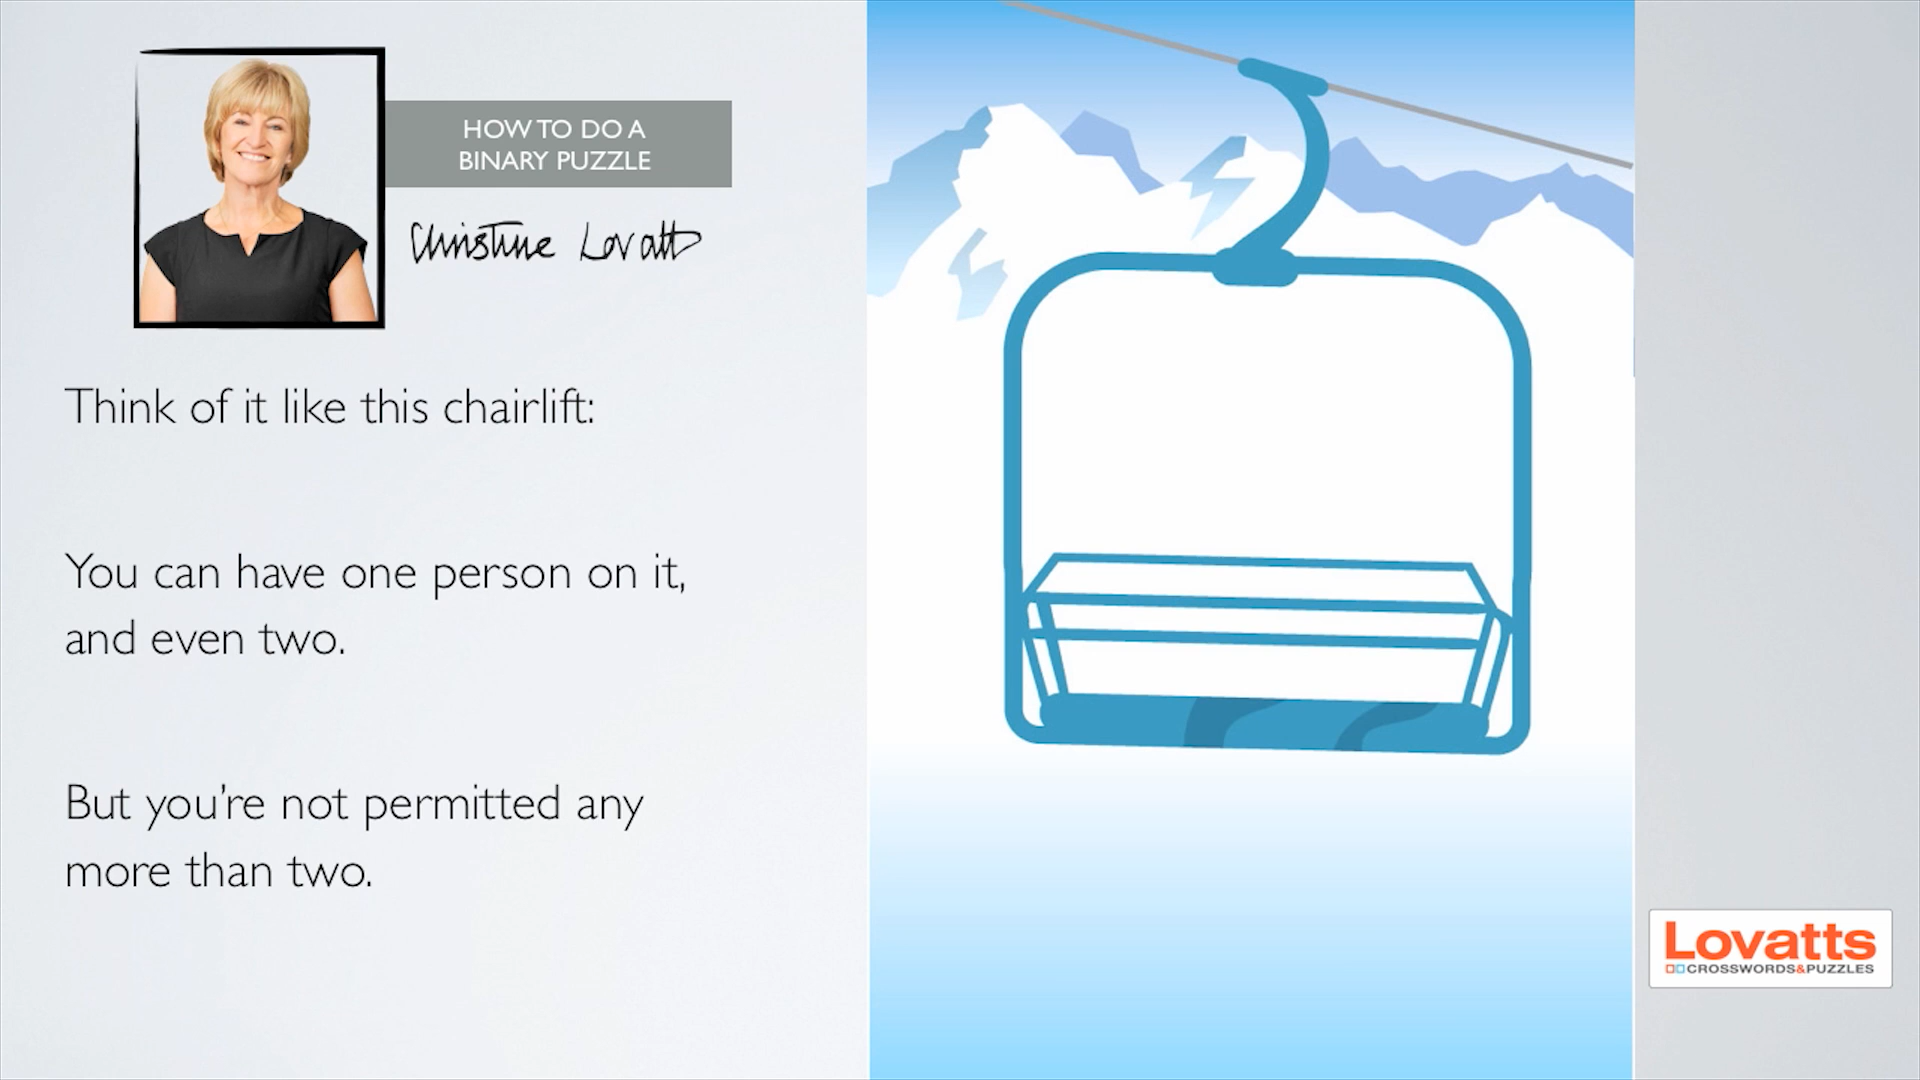 HOW TO DO A
BINARY PUZZLE
Christine Lovatt
Think of it like this chairlift:
You can have one person on it,
and even two.
But you're not permitted any
more than two.
Lovatts
CROSSWORDS&PUZZLES